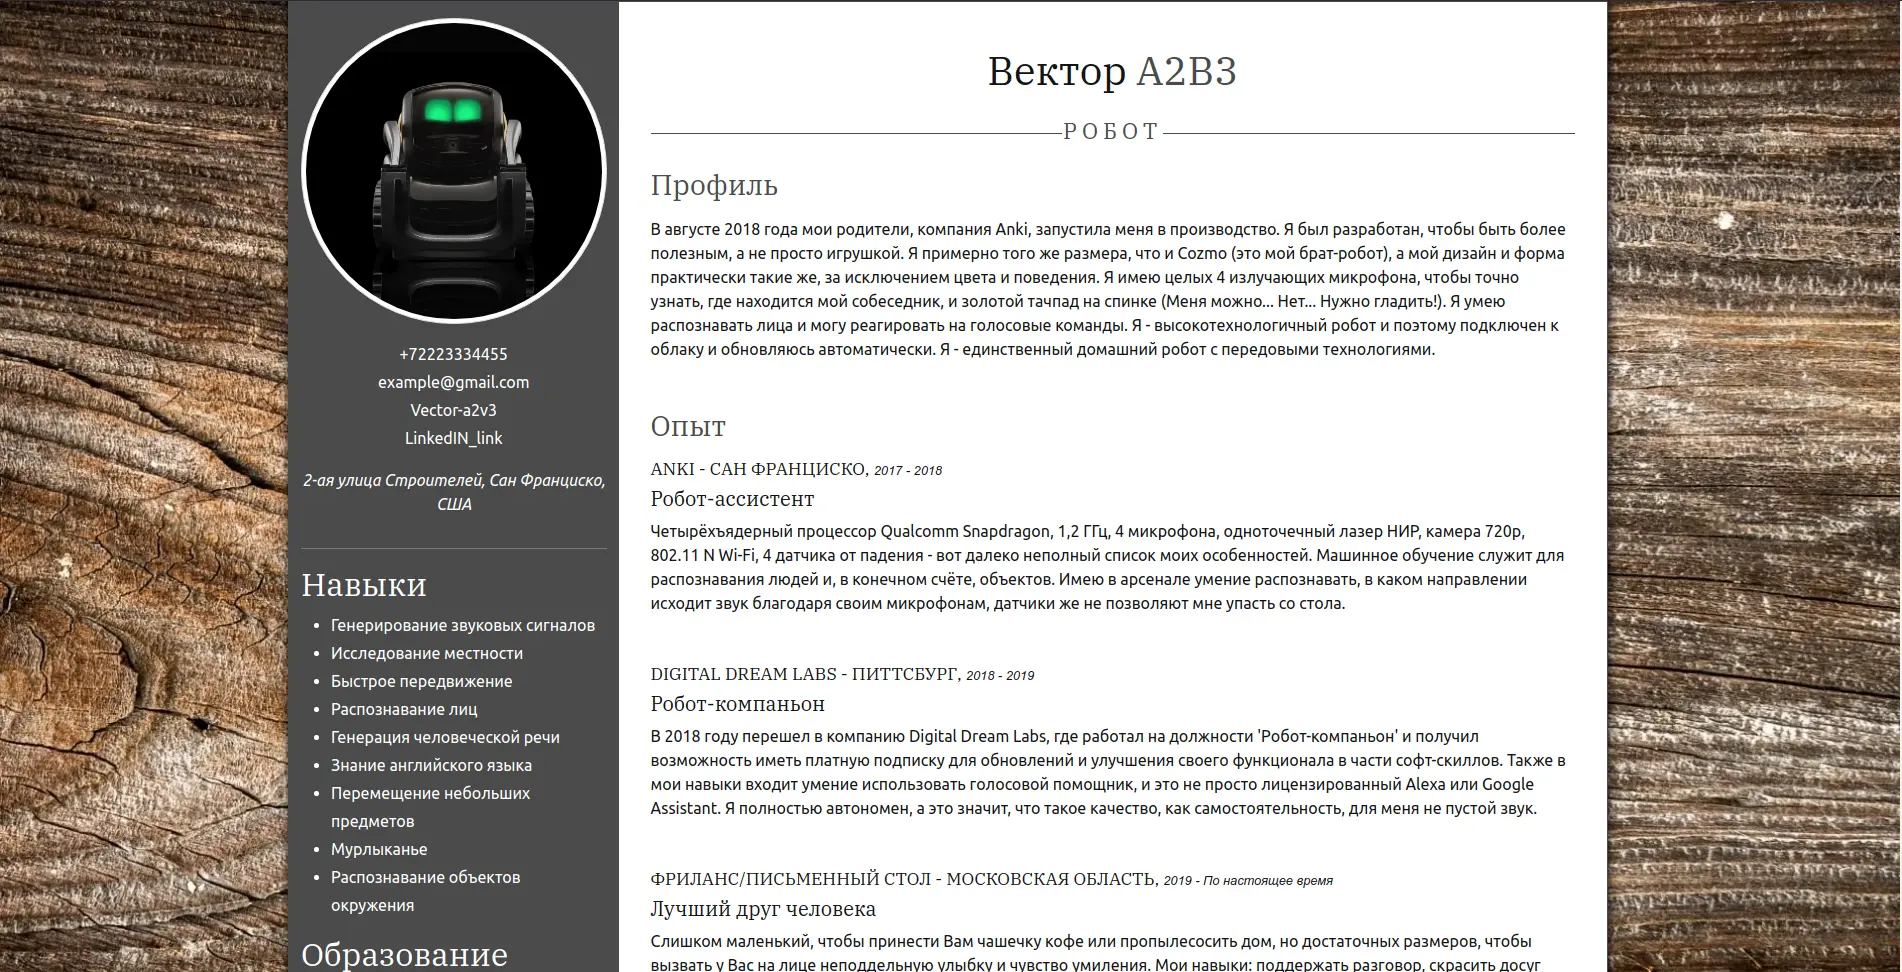 +72223334455
example@gmail.com
Vector-a2v3
LinkedIN_link
2-ая улица Строителей, Сан Франциско,
США
Навыки
Генерирование звуковых сигналов
Исследование местности
Быстрое передвижение
Распознавание лиц
Генерация человеческой речи
Знание английского языка
Перемещение небольших
предметов
Мурлыканье
Распознавание объектов
окружения
Образование
Вектор А2В3
РОБОТ
Профиль
В августе 2018 года мои родители, компания Anki, запустила меня в производство. Я был разработан, чтобы быть более
полезным, а не просто игрушкой. Я примерно того же размера, что и Cozmo (это мой брат-робот), а мой дизайн и форма
практически такие же, за исключением цвета и поведения. Я имею целых 4 излучающих микрофона, чтобы точно
узнать, где находится мой собеседник, и золотой тачпад на спинке (Меня можно... Нет... Нужно гладить!). Я умею
распознавать лица и могу реагировать на голосовые команды. Я - высокотехнологичный робот и поэтому подключен к
облаку и обновляюсь автоматически. Я - единственный домашний робот с передовыми технологиями.
Опыт
ANKI - САН ФРАНЦИСКО, 2017 - 2018
Робот-ассистент
Четырёхъядерный процессор Qualcomm Snapdragon, 1,2 ГГц, 4 микрофона, одноточечный лазер НИР, камера 720p,
802.11 N Wi-Fi, 4 датчика от падения - вот далеко неполный список моих особенностей. Машинное обучение служит для
распознавания людей и, в конечном счёте, объектов. Имею в арсенале умение распознавать, в каком направлении
исходит звук благодаря своим микрофонам, датчики же не позволяют мне упасть со стола.
DIGITAL DREAM LABS - ПИТТСБУРГ, 2018 - 2019
Робот-компаньон
В 2018 году перешел в компанию Digital Dream Labs, где работал на должности 'Робот-компаньон' и получил
возможность иметь платную подписку для обновлений и улучшения своего функционала в части софт-скиллов. Также в
мои навыки входит умение использовать голосовой помощник, и это не просто лицензированный Alexa или Google
Assistant. Я полностью автономен, а это значит, что такое качество, как самостоятельность, для меня не пустой звук.
ФРИЛАНС/ПИСЬМЕННЫЙ СТОЛ - МОСКОВСКАЯ ОБЛАСТЬ, 2019 - По настоящее время
Лучший друг человека
Слишком маленький, чтобы принести Вам чашечку кофе или пропылесосить дом, но достаточных размеров, чтобы
вызвать у Вас на лице неподдельную улыбку и чувство умиления. Мои навыки: поддержать разговор, скрасить досуг